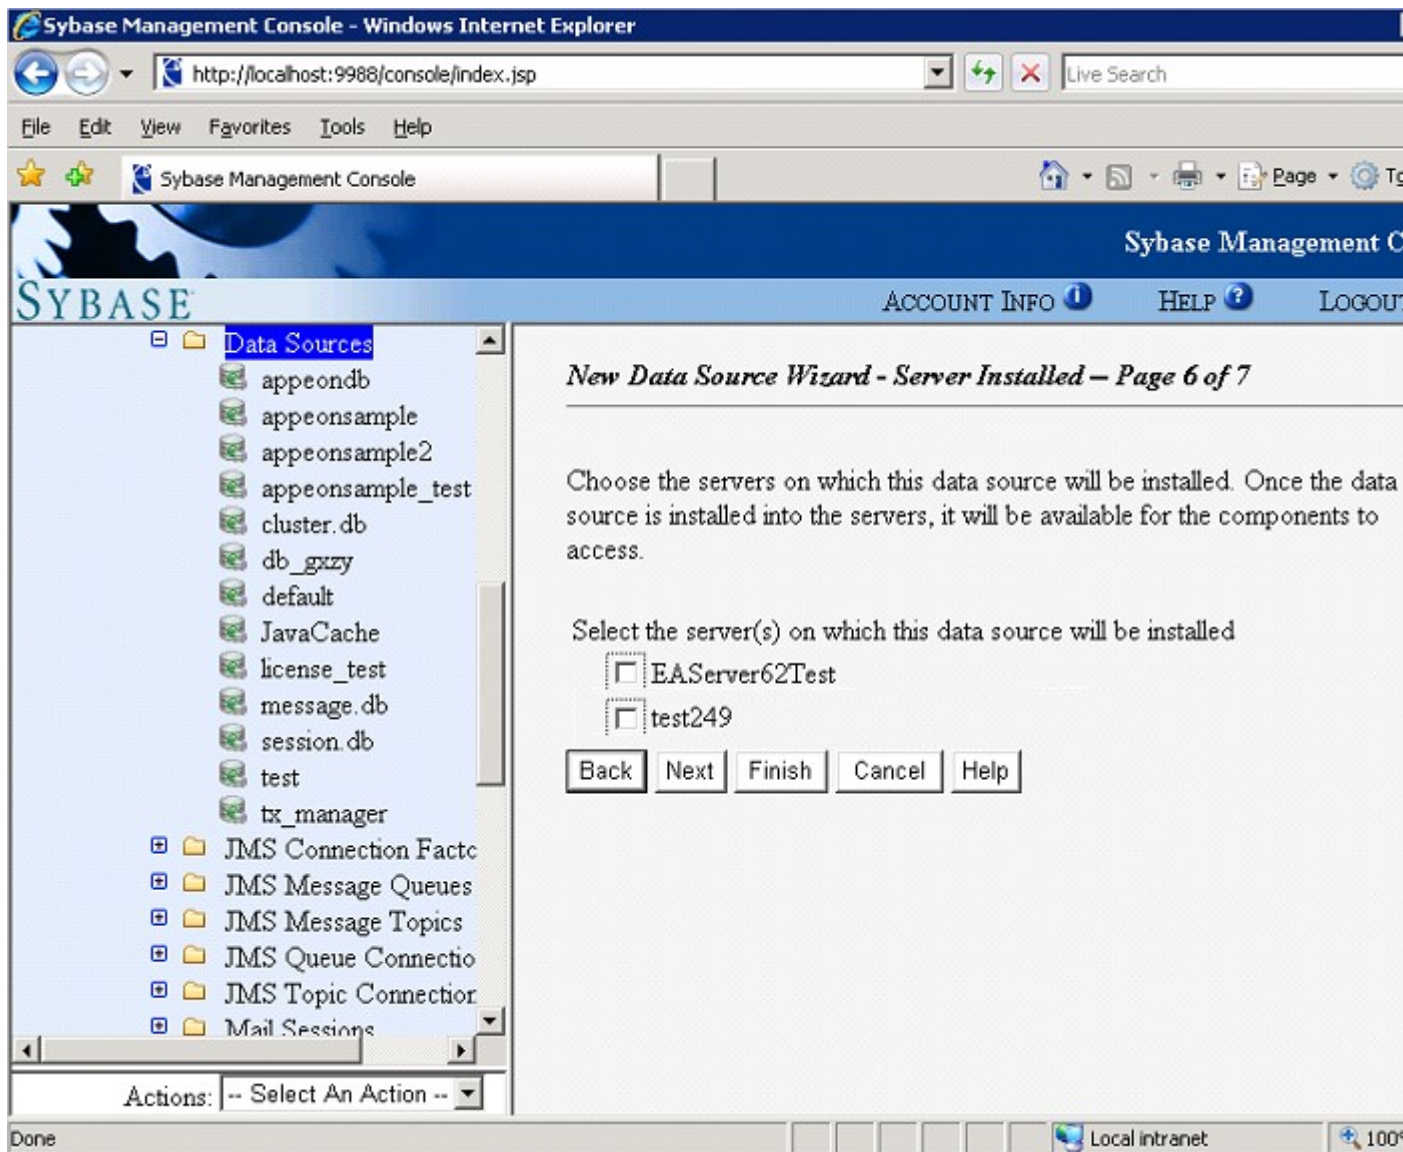 Sybase Management Console - Windows Internet Explorer
http://localhost:9988/console/index.jsp
Live Search
File Edit View Favorites Tools Help
Sybase Management Console
Page
Sybase Management
SYBASE
ACCOUNT INFO
HELP
LOGOUT
Data Sources
appeondb
appeonsample
appeonsample2
appeonsample_test
cluster.db
db_gxzy
default
JavaCache
license_test
message.db
session.db
test
tx_manager
JMS Connection Facto
JMS Message Queues
JMS Message Topics
JMS Queue Connectio
JMS Topic Connection
Mail Sessions
Actions: -- Select An Action --
New Data Source Wizard - Server Installed – Page 6 of 7
Choose the servers on which this data source will be installed. Once the data
source is installed into the servers, it will be available for the components to
access.
Select the server(s) on which this data source will be installed
EAServer62Test
test249
Back Next Finish Cancel Help
Done
Local intranet
100%